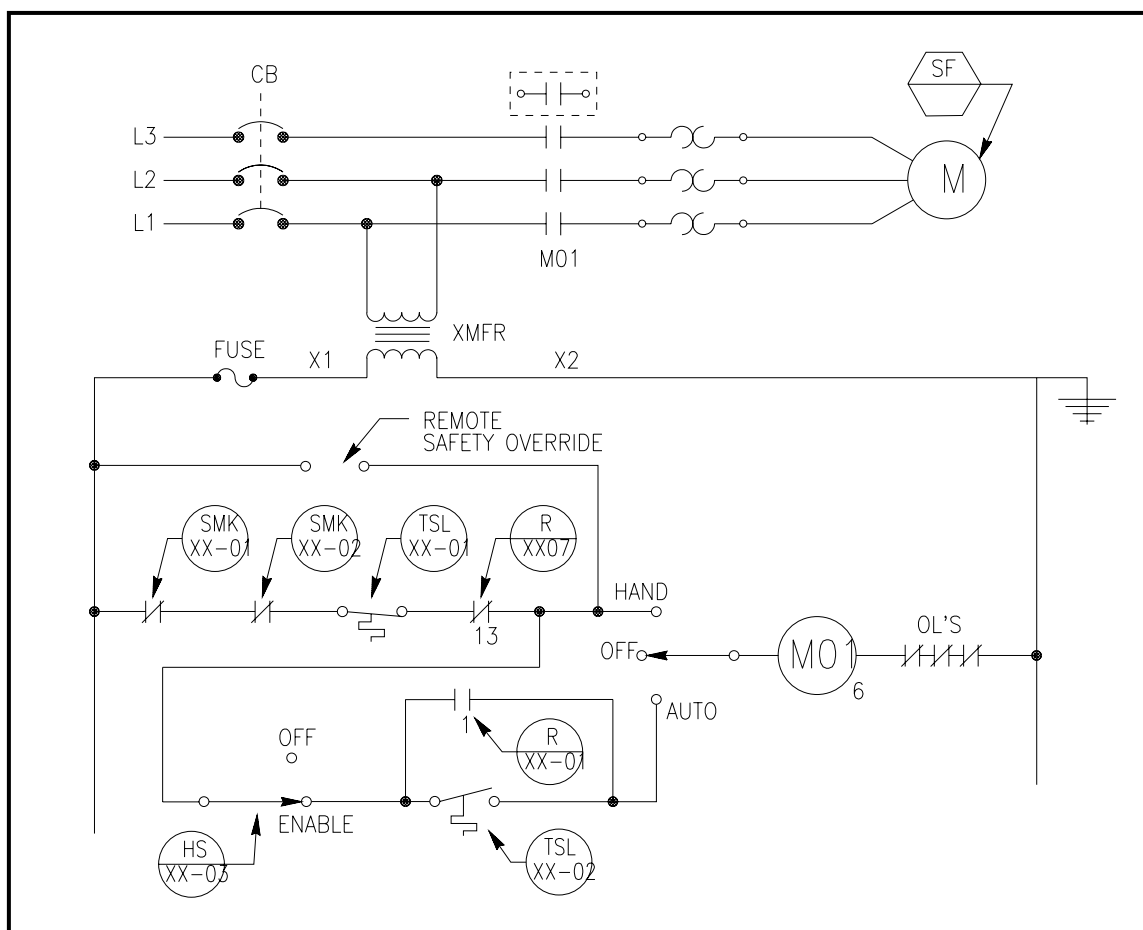 CB
SF
L3
L2
L1
M
M01
XMFR
FUSE
X1
X2
REMOTE
SAFETY OVERRIDE
SMK
XX-01
SMK
XX-02
TSL
XX-01
R
XX07
HAND
13
OFF
M01
6
OL'S
AUTO
1
R
XX-01
OFF
ENABLE
HS
XX-03
TSL
XX-02